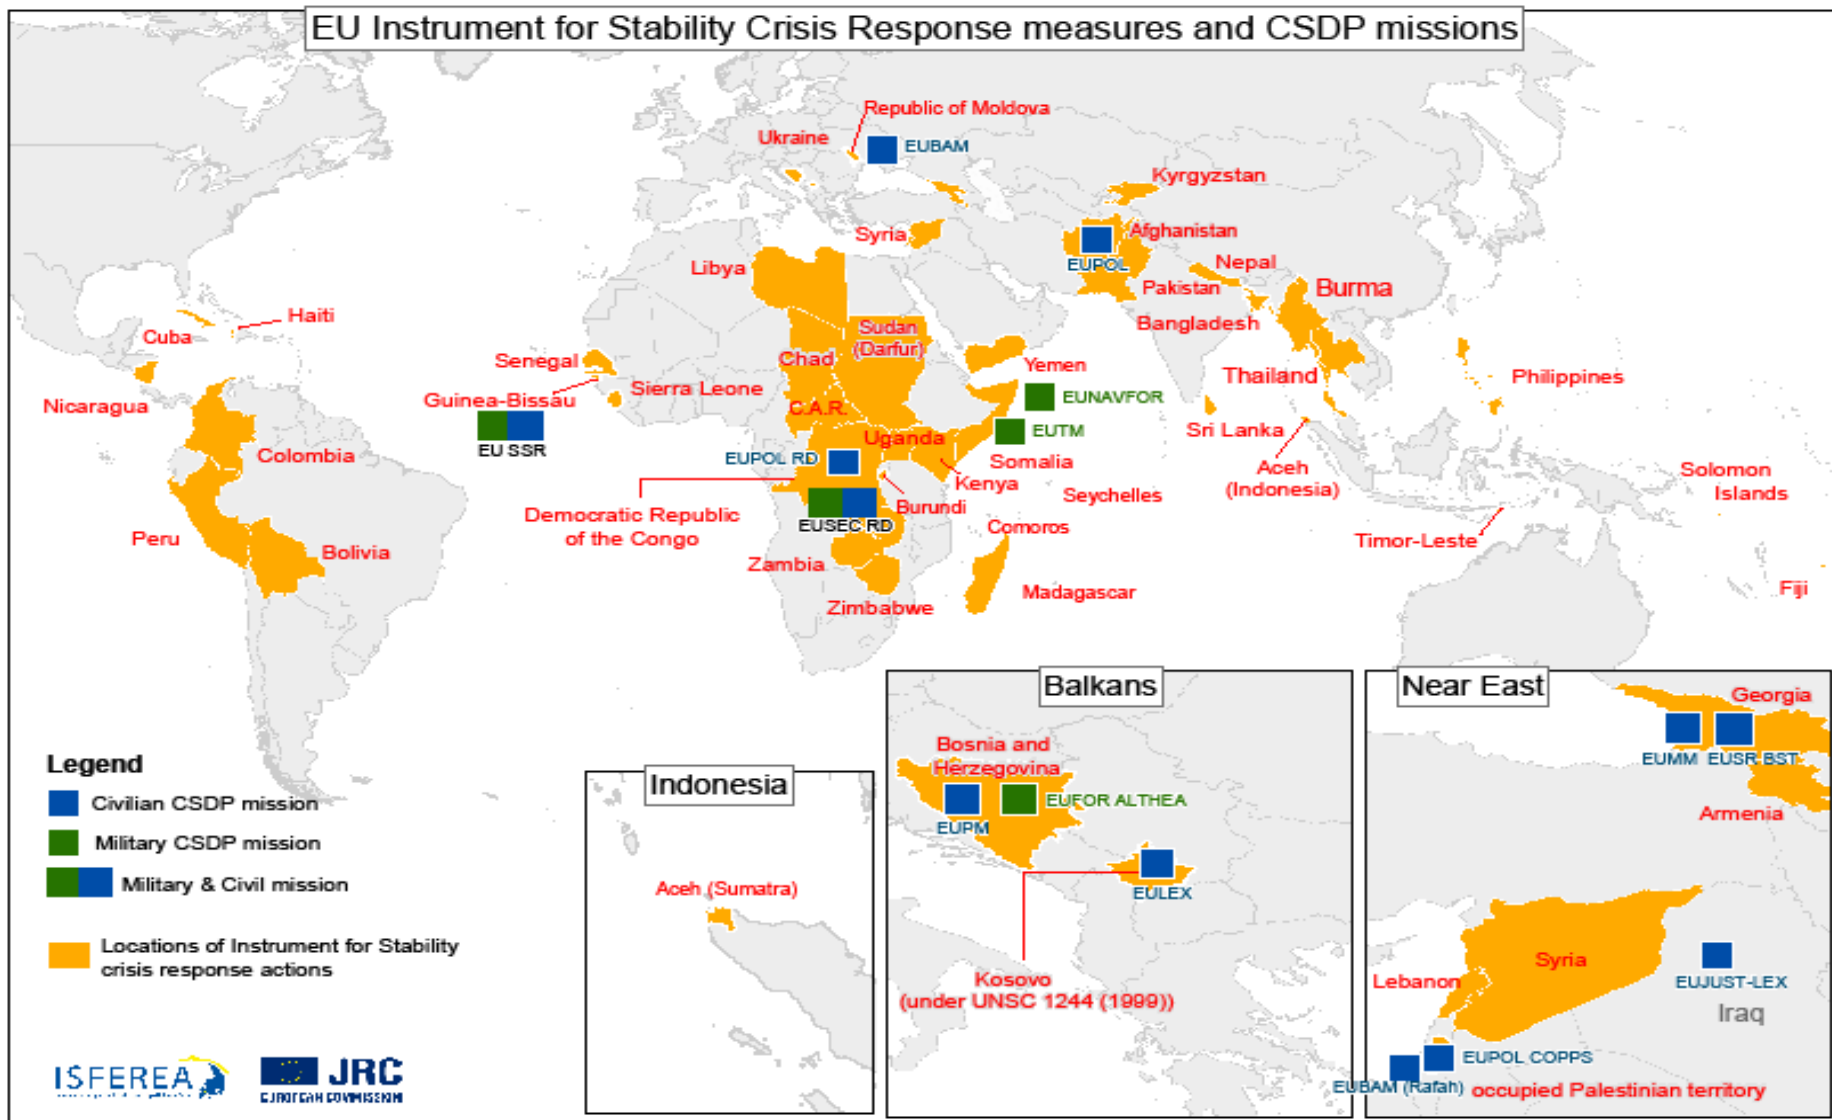 EU Instrument for Stability Crisis Response measures and CSDP missions
Republic of Moldova
Ukraine
EUBAM
Kyrgyzstan
Syria
Afghanistan
EUPOL
Libya
Nepal
Pakistan
Burma
Bangladesh
Haiti
Cuba
Sudan
(Darfur)
Chad
Senegal
Yemen
Thailand
Philippines
Sierra Leone
Guinea-Bissau
Nicaragua
EUNAVFOR
C.A.R.
EU SSR
EUTM
Sri Lanka
Uganda
Colombia
EUPOL RD
Somalia
Kenya
Aceh
(Indonesia)
Seychelles
Solomon
Islands
Burundi
Democratic Republic
of the Congo
EUSEC RD
Comoros
Peru
Bolivia
Timor-Leste
Zambia
Madagascar
Fiji
Zimbabwe
Legend
Civilian CSDP mission
Military CSDP mission
Military & Civil mission
Locations of Instrument for Stability
crisis response actions
ISFEREA
JRC
EUROPEAN COMMISSION
Indonesia
Aceh (Sumatra)
Balkans
Bosnia and
Herzegovina
EUFOR ALTHEA
EUPM
EULEX
Kosovo
(under UNSC 1244 (1999))
Near East
Georgia
EUMM
EUSR BST
Armenia
Syria
Lebanon
EUJUST-LEX
Iraq
EUPOL COPPS
EUBAM (Rafah)
occupied Palestinian territory